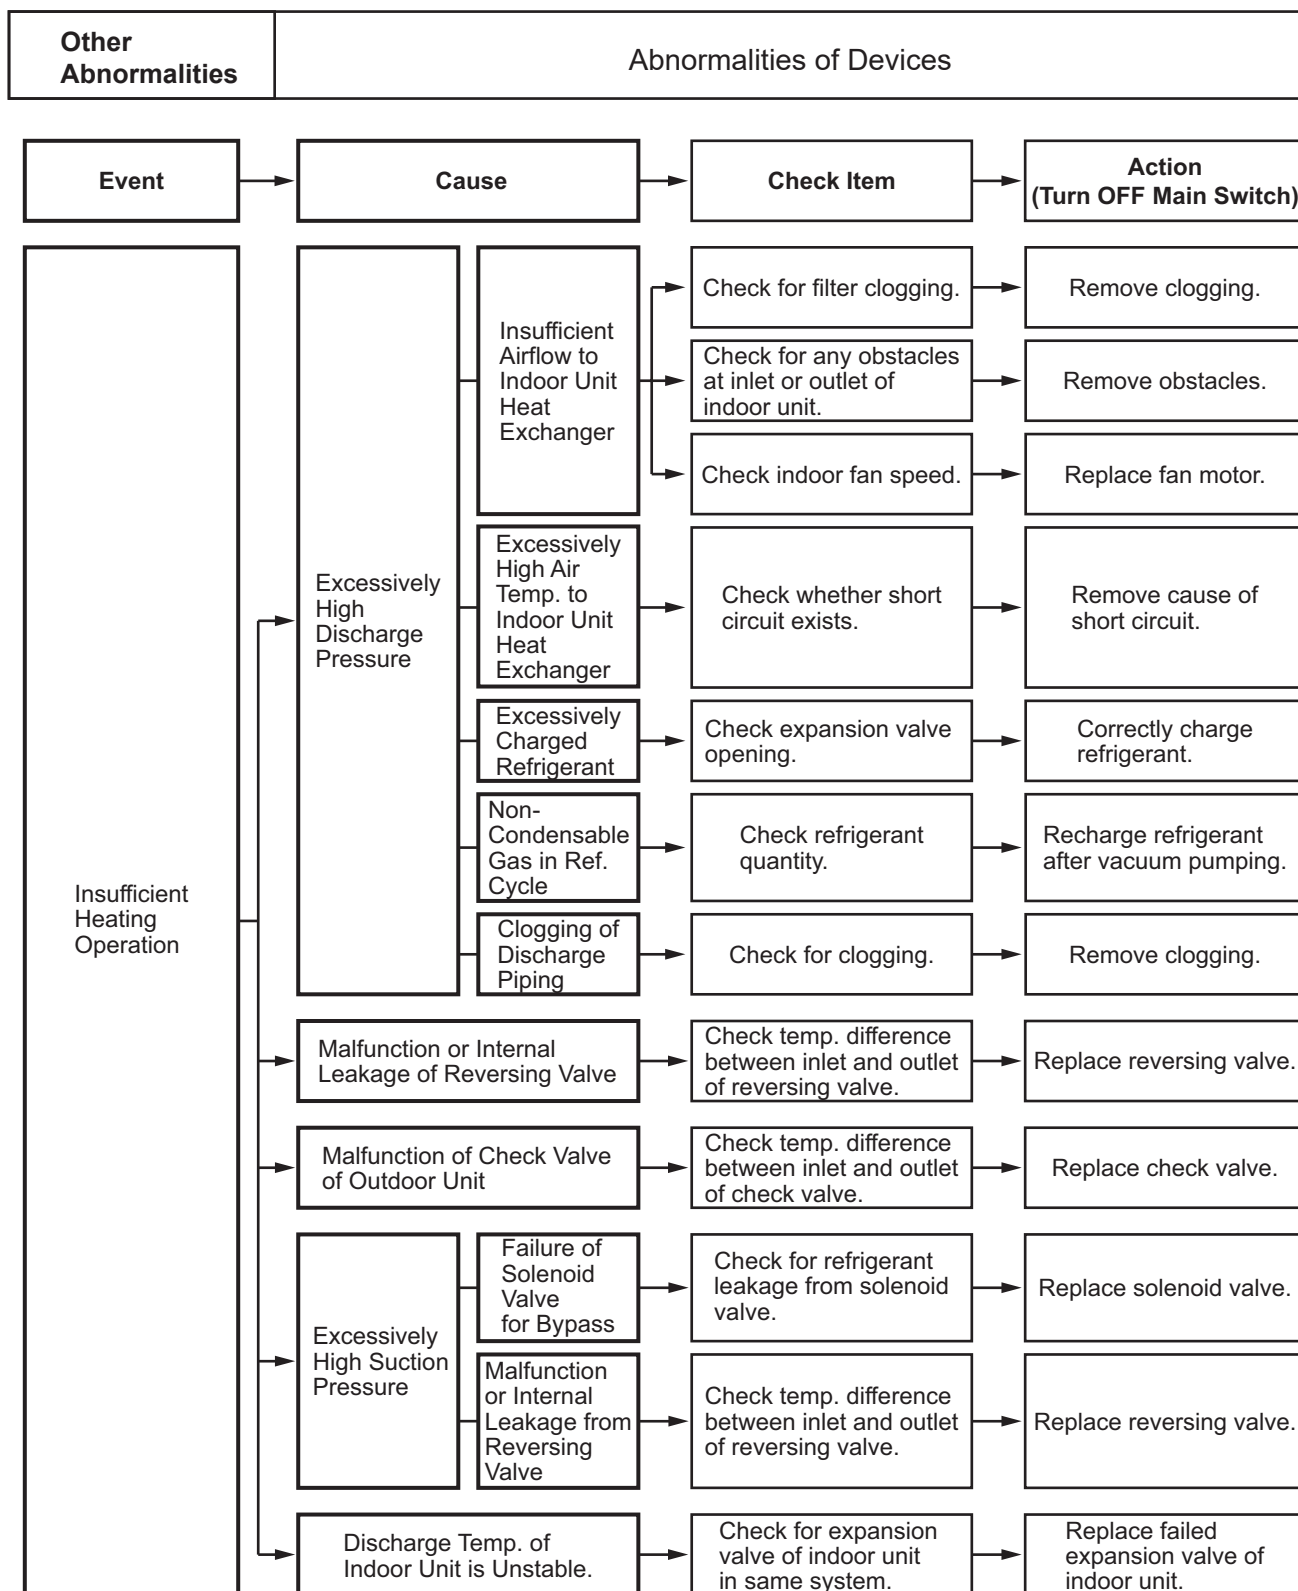 Other
Abnormalities
Abnormalities of Devices
Event
Cause
Check Item
Action
(Turn OFF Main Switch)
Insufficient
Heating
Operation
Excessively
High
Discharge
Pressure
Insufficient
Airflow to
Indoor Unit
Heat
Exchanger
Check for filter clogging.
Remove clogging.
Check for any obstacles
at inlet or outlet of
indoor unit.
Remove obstacles.
Check indoor fan speed.
Replace fan motor.
Excessively
High Air
Temp. to
Indoor Unit
Heat
Exchanger
Check whether short
circuit exists.
Remove cause of
short circuit.
Excessively
Charged
Refrigerant
Check expansion valve
opening.
Correctly charge
refrigerant.
Non-
Condensable
Gas in Ref.
Cycle
Check refrigerant
quantity.
Recharge refrigerant
after vacuum pumping.
Clogging of
Discharge
Piping
Check for clogging.
Remove clogging.
Malfunction or Internal
Leakage of Reversing Valve
Check temp. difference
between inlet and outlet
of reversing valve.
Replace reversing valve.
Malfunction of Check Valve
of Outdoor Unit
Check temp. difference
between inlet and outlet
of check valve.
Replace check valve.
Excessively
High Suction
Pressure
Failure of
Solenoid
Valve
for Bypass
Check for refrigerant
leakage from solenoid
valve.
Replace solenoid valve.
Malfunction
or Internal
Leakage from
Reversing
Valve
Check temp. difference
between inlet and outlet
of reversing valve.
Replace reversing valve.
Discharge Temp. of
Indoor Unit is Unstable.
Check for expansion
valve of indoor unit
in same system.
Replace failed
expansion valve of
indoor unit.